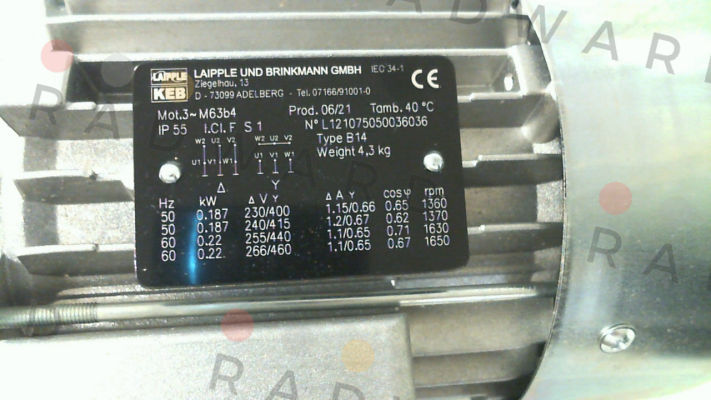 LAIPPLE
KEB
LAIPPLE UND BRINKMANN GMBH IEC 34-1
Ziegelhau, 13
D - 73099 ADELBERG - Tel. 07166/91001-0
CE
Mot.3~ M63b4 Prod. 06/21 Tamb. 40 °C
IP 55 I.Cl. F S 1 N° L121075050036036
W2 U2 V2 W2 U2 V2 Type B14
U1 V1 W1 U1 V1 W1 Weight 4,3 kg
Δ Y
Hz kW Δ V Y Δ A Y cosφ rpm
50 0.187 230/400 1.15/0.66 0.65 1360
50 0.187 240/415 1.2/0.67 0.62 1370
60 0.22 255/440 1.1/0.65 0.71 1630
60 0.22 266/460 1.1/0.65 0.67 1650
RADWARE
RADWARE
RADWARE